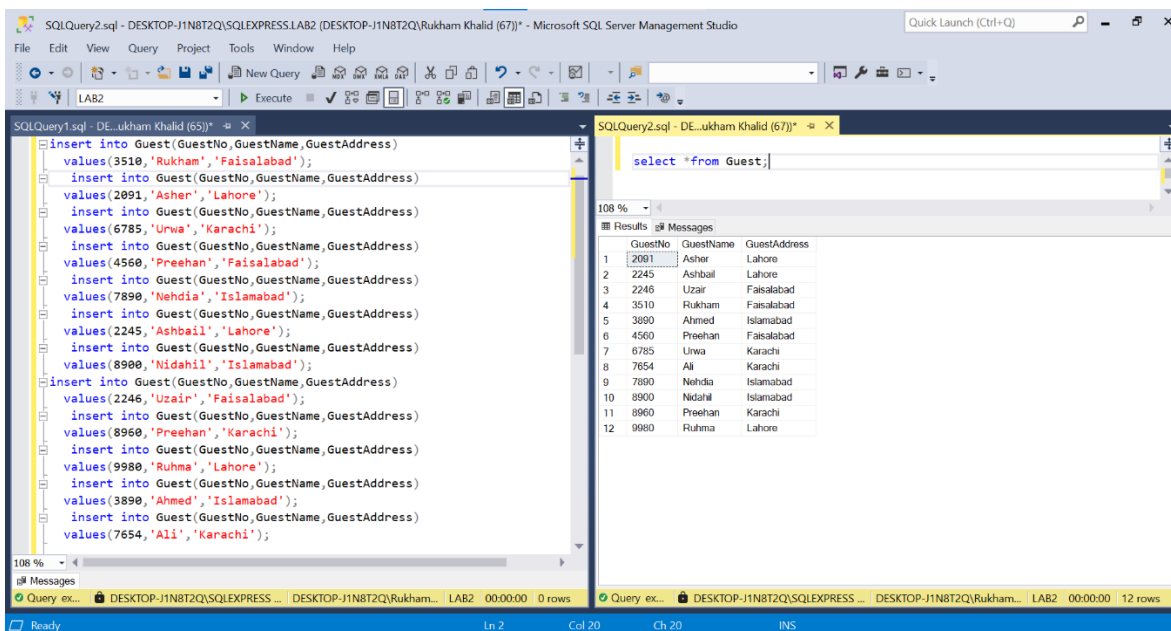 SQLQuery2.sql - DESKTOP-J1N8T2Q\SQLEXPRESS.LAB2 (DESKTOP-J1N8T2Q\Rukham Khalid (67))* - Microsoft SQL Server Management Studio
Quick Launch (Ctrl+Q)
File Edit View Query Project Tools Window Help
New Query MDX DMX XMLA DAX
LAB2 Execute
SQLQuery1.sql - DE...ukham Khalid (65))*
insert into Guest(GuestNo,GuestName,GuestAddress)
values(3510,'Rukham','Faisalabad');
insert into Guest(GuestNo,GuestName,GuestAddress)
values(2091,'Asher','Lahore');
insert into Guest(GuestNo,GuestName,GuestAddress)
values(6785,'Urwa','Karachi');
insert into Guest(GuestNo,GuestName,GuestAddress)
values(4560,'Preehan','Faisalabad');
insert into Guest(GuestNo,GuestName,GuestAddress)
values(7890,'Nehdia','Islamabad');
insert into Guest(GuestNo,GuestName,GuestAddress)
values(2245,'Ashbail','Lahore');
insert into Guest(GuestNo,GuestName,GuestAddress)
values(8900,'Nidahil','Islamabad');
insert into Guest(GuestNo,GuestName,GuestAddress)
values(2246,'Uzair','Faisalabad');
insert into Guest(GuestNo,GuestName,GuestAddress)
values(8960,'Preehan','Karachi');
insert into Guest(GuestNo,GuestName,GuestAddress)
values(9980,'Ruhma','Lahore');
insert into Guest(GuestNo,GuestName,GuestAddress)
values(3890,'Ahmed','Islamabad');
insert into Guest(GuestNo,GuestName,GuestAddress)
values(7654,'Ali','Karachi');
108 %
Messages
Query ex... DESKTOP-J1N8T2Q\SQLEXPRESS ... DESKTOP-J1N8T2Q\Rukham... LAB2 00:00:00 0 rows
SQLQuery2.sql - DE...ukham Khalid (67))*
select *from Guest;
108 %
Results Messages
GuestNo GuestName GuestAddress
1 2091 Asher Lahore
2 2245 Ashbail Lahore
3 2246 Uzair Faisalabad
4 3510 Rukham Faisalabad
5 3890 Ahmed Islamabad
6 4560 Preehan Faisalabad
7 6785 Urwa Karachi
8 7654 Ali Karachi
9 7890 Nehdia Islamabad
10 8900 Nidahil Islamabad
11 8960 Preehan Karachi
12 9980 Ruhma Lahore
Query ex... DESKTOP-J1N8T2Q\SQLEXPRESS ... DESKTOP-J1N8T2Q\Rukham... LAB2 00:00:00 12 rows
Ready Ln 2 Col 20 Ch 20 INS